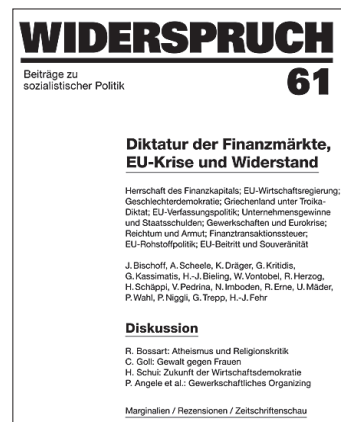 WIDERSPRUCH
Beiträge zu
sozialistischer Politik
61
Diktatur der Finanzmärkte,
EU-Krise und Widerstand
Herrschaft des Finanzkapitals; EU-Wirtschaftsregierung;
Geschlechterdemokratie; Griechenland unter Troika-
Diktat; EU-Verfassungspolitik; Unternehmensgewinne
und Staatsschulden; Gewerkschaften und Eurokrise;
Reichtum und Armut; Finanztransaktionssteuer;
EU-Rohstoffpolitik; EU-Beitritt und Souveränität
J. Bischoff, A. Scheele, K. Dräger, G. Kritidis,
G. Kassimatis, H.-J. Bieling, W. Vontobel, R. Herzog,
H. Schäppi, V. Pedrina, N. Imboden, R. Erne, U. Mäder,
P. Wahl, P. Niggli, G. Trepp, H.-J. Fehr
Diskussion
R. Bossart: Atheismus und Religionskritik
C. Goll: Gewalt gegen Frauen
H. Schui: Zukunft der Wirtschaftsdemokratie
P. Angele et al.: Gewerkschaftliches Organizing
Marginalien / Rezensionen / Zeitschriftenschau